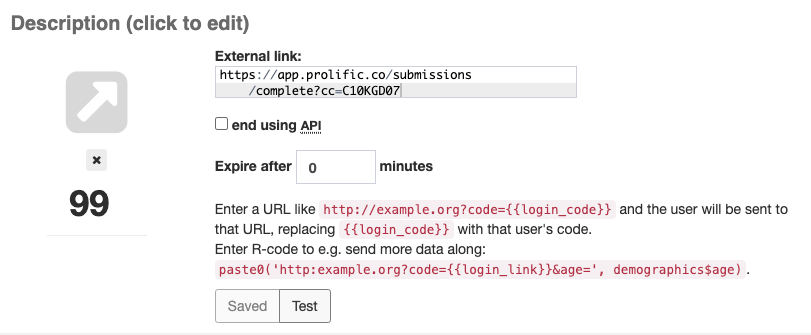 Description (click to edit)
External link:
https://app.prolific.co/submissions
/complete?cc=C10KGD07
end using API
Expire after 0 minutes
99
Enter a URL like http://example.org?code={{login_code}} and the user will be sent to
that URL, replacing {{login_code}} with that user's code.
Enter R-code to e.g. send more data along:
paste0('http:example.org?code={{login_link}}&age=', demographics$age).
Saved Test